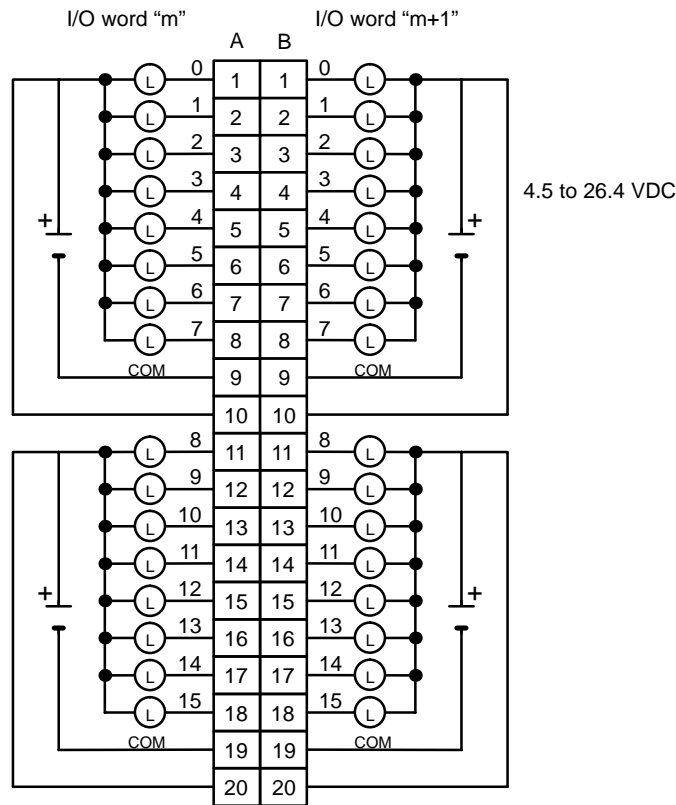 I/O word “m” I/O word “m+1”
A B
L 0 1 1 0 L
L 1 2 2 1 L
L 2 3 3 2 L
L 3 4 4 3 L 4.5 to 26.4 VDC
+ L 4 5 5 4 L +
L 5 6 6 5 L
L 6 7 7 6 L
L 7 8 8 7 L
COM 9 9 COM
10 10
L 8 11 11 8 L
L 9 12 12 9 L
L 10 13 13 10 L
L 11 14 14 11 L
+ L 12 15 15 12 L +
L 13 16 16 13 L
L 14 17 17 14 L
L 15 18 18 15 L
COM 19 19 COM
20 20